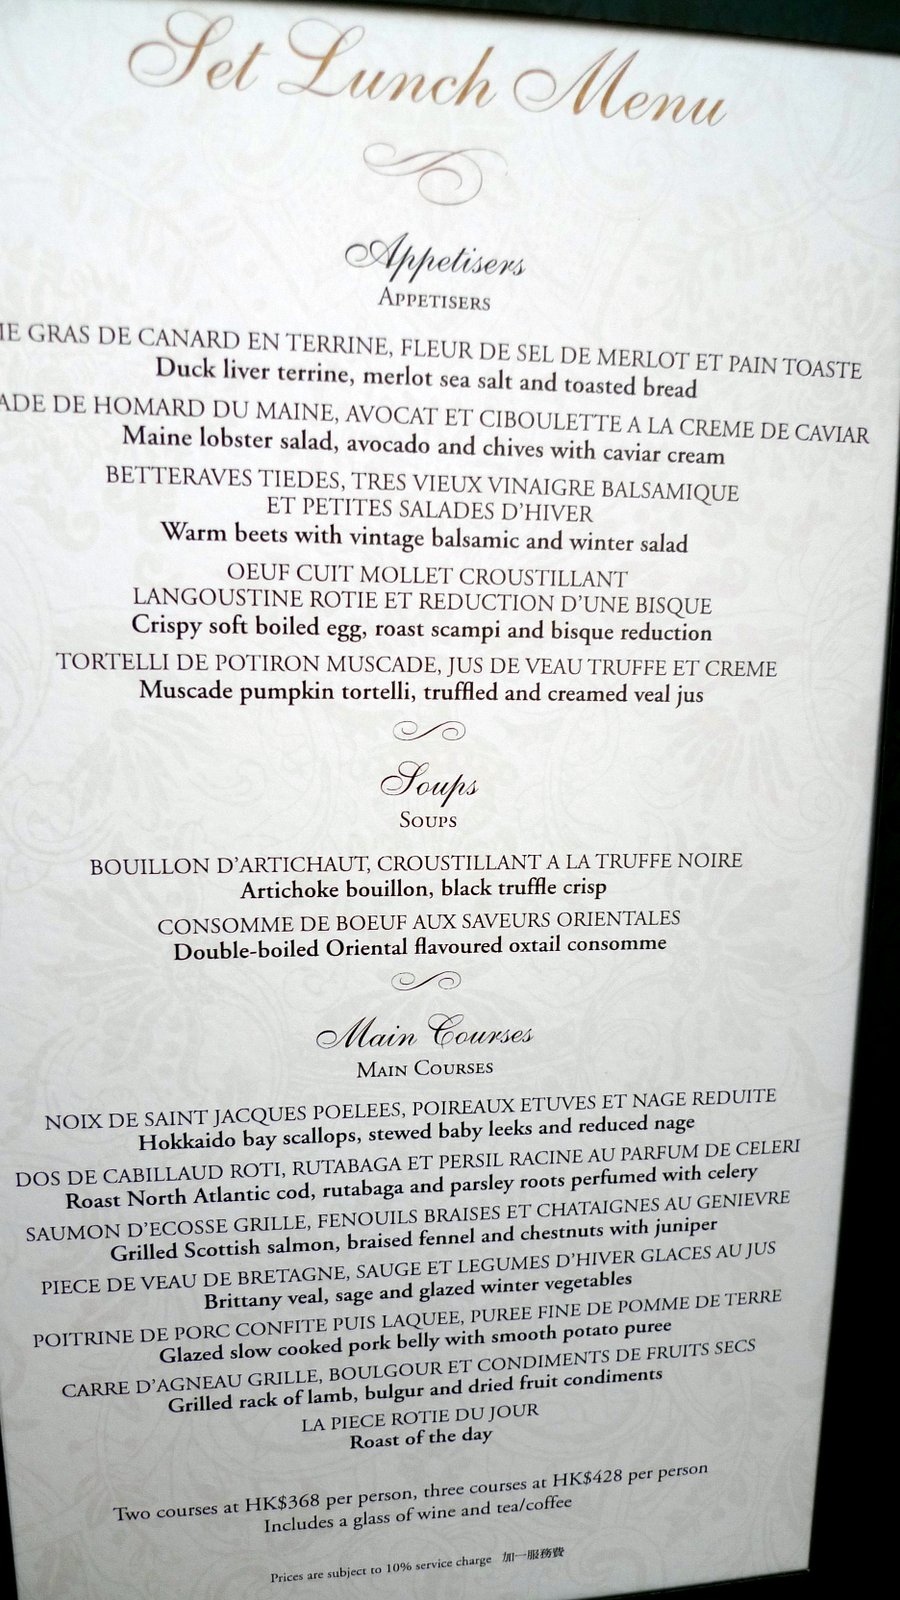 Set Lunch Menu
Appetisers
APPETISERS
GRAS DE CANARD EN TERRINE, FLEUR DE SEL DE MERLOT ET PAIN TOASTE
Duck liver terrine, merlot sea salt and toasted bread
DE HOMARD DU MAINE, AVOCAT ET CIBOULETTE A LA CREME DE CAVIAR
Maine lobster salad, avocado and chives with caviar cream
BETTERAVES TIEDES, TRES VIEUX VINAIGRE BALSAMIQUE
ET PETITES SALADES D'HIVER
Warm beets with vintage balsamic and winter salad
OEUF CUIT MOLLET CROUSTILLANT
LANGOUSTINE ROTIE ET REDUCTION D'UNE BISQUE
Crispy soft boiled egg, roast scampi and bisque reduction
TORTELLI DE POTIRON MUSCADE, JUS DE VEAU TRUFFE ET CREME
Muscade pumpkin tortelli, truffled and creamed veal jus
Soups
SOUPS
BOUILLON D'ARTICHAUT, CROUSTILLANT A LA TRUFFE NOIRE
Artichoke bouillon, black truffle crisp
CONSOMME DE BOEUF AUX SAVEURS ORIENTALES
Double-boiled Oriental flavoured oxtail consomme
Main Courses
MAIN COURSES
NOIX DE SAINT JACQUES POELEES, POIREAUX ETUVES ET NAGE REDUITE
Hokkaido bay scallops, stewed baby leeks and reduced nage
DOS DE CABILLAUD ROTI, RUTABAGA ET PERSIL RACINE AU PARFUM DE CELERI
Roast North Atlantic cod, rutabaga and parsley roots perfumed with celery
SAUMON D'ECOSSE GRILLE, FENOUILS BRAISES ET CHATAIGNES AU GENIEVRE
Grilled Scottish salmon, braised fennel and chestnuts with juniper
PIECE DE VEAU DE BRETAGNE, SAUGE ET LEGUMES D'HIVER GLACES AU JUS
Brittany veal, sage and glazed winter vegetables
POITRINE DE PORC CONFITE PUIS LAQUEE, PUREE FINE DE POMME DE TERRE
Glazed slow cooked pork belly with smooth potato puree
CARRE D'AGNEAU GRILLE, BOULGOUR ET CONDIMENTS DE FRUITS SECS
Grilled rack of lamb, bulgur and dried fruit condiments
LA PIECE ROTIE DU JOUR
Roast of the day
Two courses at HK$368 per person, three courses at HK$428 per person
Includes a glass of wine and tea/coffee
Prices are subject to 10% service charge 加一服務費